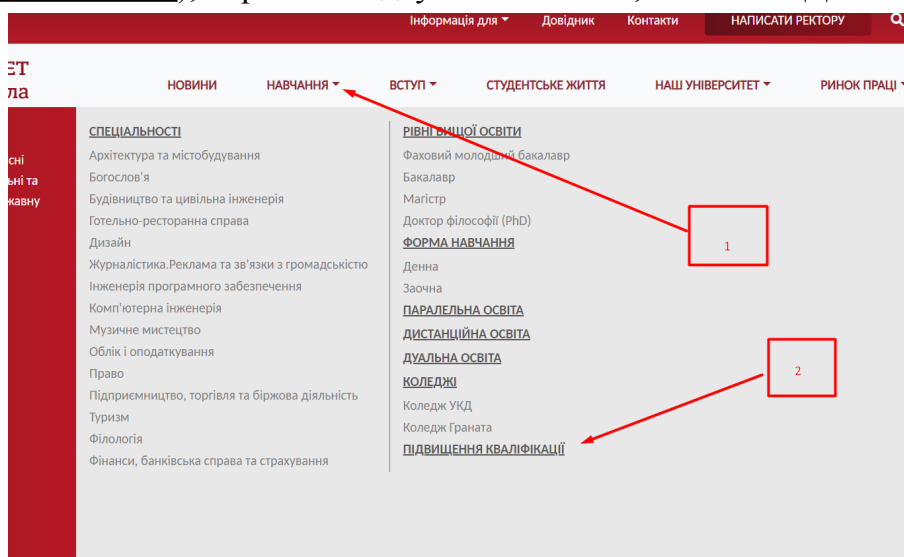 Інформація для Довідник Контакти НАПИСАТИ РЕКТОРУ
ЕТ
ла
НОВИНИ НАВЧАННЯ ВСТУП СТУДЕНТСЬКЕ ЖИТТЯ НАШ УНІВЕРСИТЕТ РИНОК ПРАЦІ
сні
ьні та
жавну
СПЕЦІАЛЬНОСТІ
Архітектура та містобудування
Богослов'я
Будівництво та цивільна інженерія
Готельно-ресторанна справа
Дизайн
Журналістика.Реклама та зв'язки з громадськістю
Інженерія програмного забезпечення
Комп'ютерна інженерія
Музичне мистецтво
Облік і оподаткування
Право
Підприємництво, торгівля та біржова діяльність
Туризм
Філологія
Фінанси, банківська справа та страхування
РІВНІ ВИЩОЇ ОСВІТИ
Фаховий молодший бакалавр
Бакалавр
Магістр
Доктор філософії (PhD)
ФОРМА НАВЧАННЯ
Денна
Заочна
ПАРАЛЕЛЬНА ОСВІТА
ДИСТАНЦІЙНА ОСВІТА
ДУАЛЬНА ОСВІТА
КОЛЕДЖІ
Коледж УКД
Коледж Граната
ПІДВИЩЕННЯ КВАЛІФІКАЦІЇ
1
2